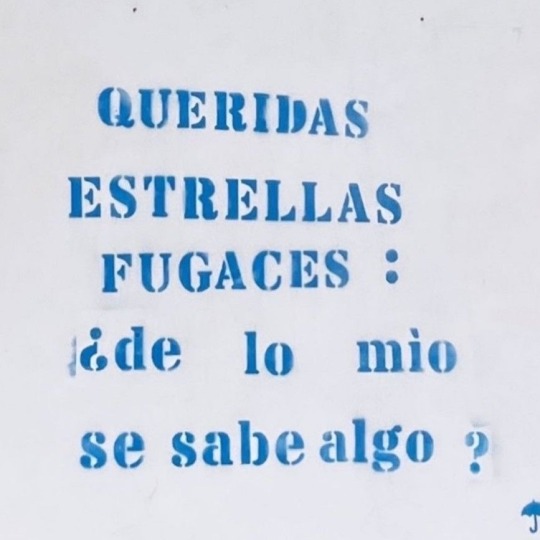 QUERIDAS
ESTRELLAS
FUGACES :
¿de lo mio
se sabe algo ?